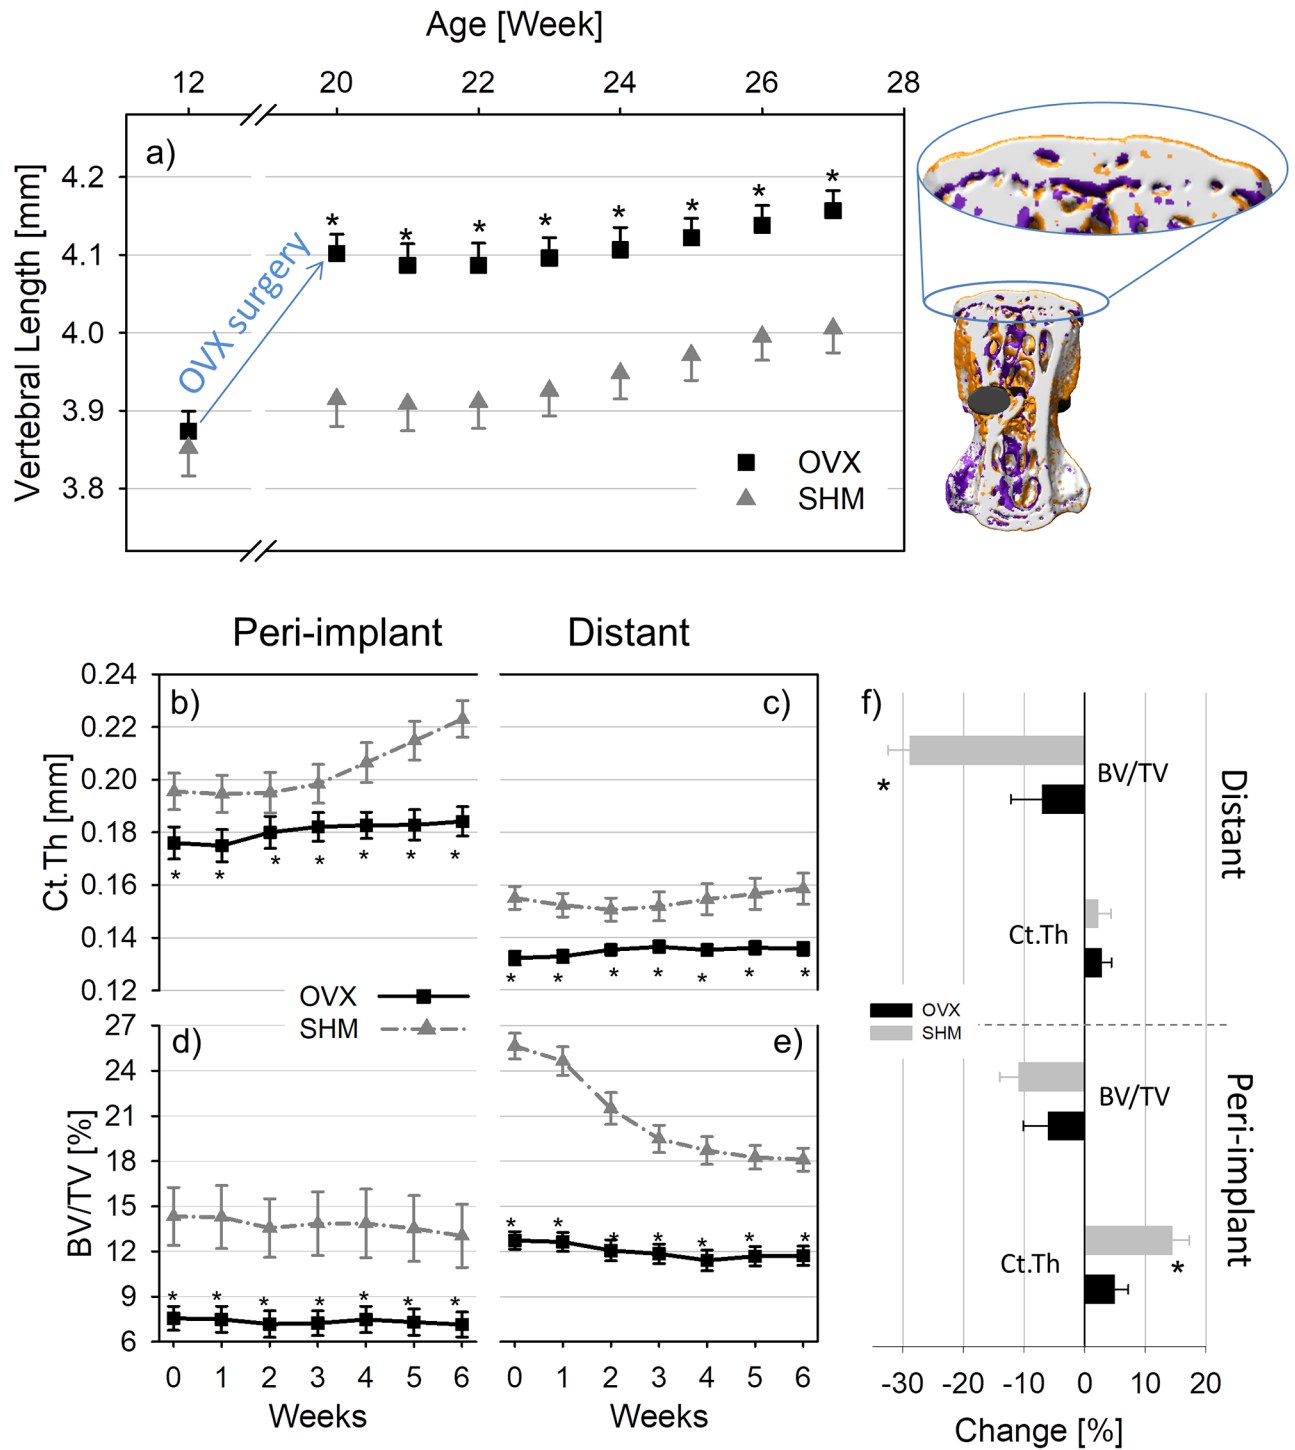 Age [Week]
12 20 22 24 26 28
a)
Vertebral Length [mm]
4.2
4.1
4.0
3.9
3.8
* * * * * * * *
OVX surgery
OVX
SHM
Peri-implant Distant
b) c)
Ct.Th [mm]
0.24
0.22
0.20
0.18
0.16
0.14
0.12
* * * * * * *
* * * * * * *
OVX
SHM
d) e)
BV/TV [%]
27
24
21
18
15
12
9
6
* * * * * * *
* * * * * * *
0 1 2 3 4 5 6 0 1 2 3 4 5 6
Weeks Weeks
f)
BV/TV
*
Distant
Ct.Th
OVX
SHM
BV/TV
Peri-implant
Ct.Th
*
-30 -20 -10 0 10 20
Change [%]